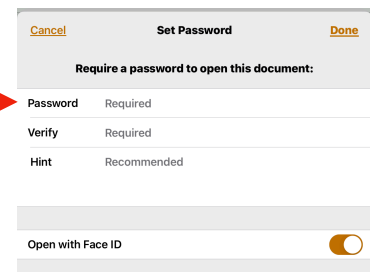 Cancel Set Password Done
Require a password to open this document:
Password Required
Verify Required
Hint Recommended
Open with Face ID